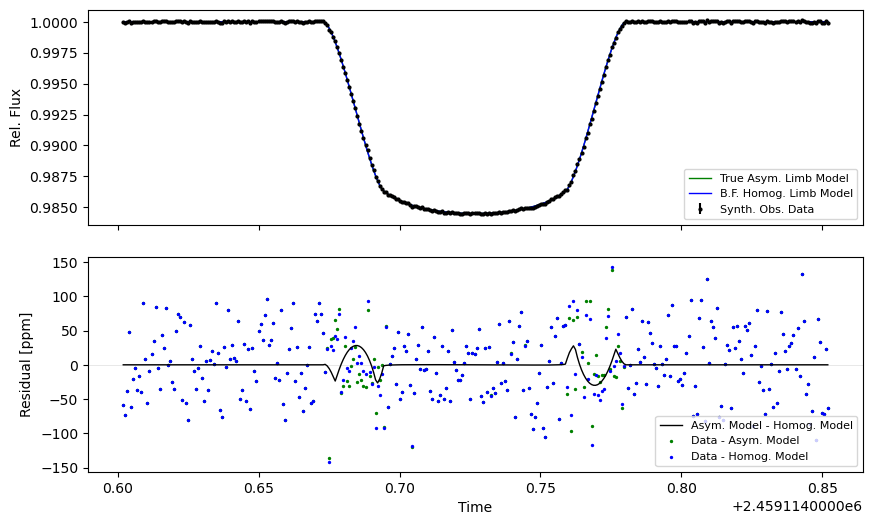 1.0000
0.9975
0.9950
0.9925
0.9900
0.9875
0.9850
Rel. Flux
True Asym. Limb Model
B.F. Homog. Limb Model
Synth. Obs. Data
150
100
50
0
−50
−100
−150
Residual [ppm]
Asym. Model - Homog. Model
Data - Asym. Model
Data - Homog. Model
0.60 0.65 0.70 0.75 0.80 0.85
Time
+2.4591140000e6